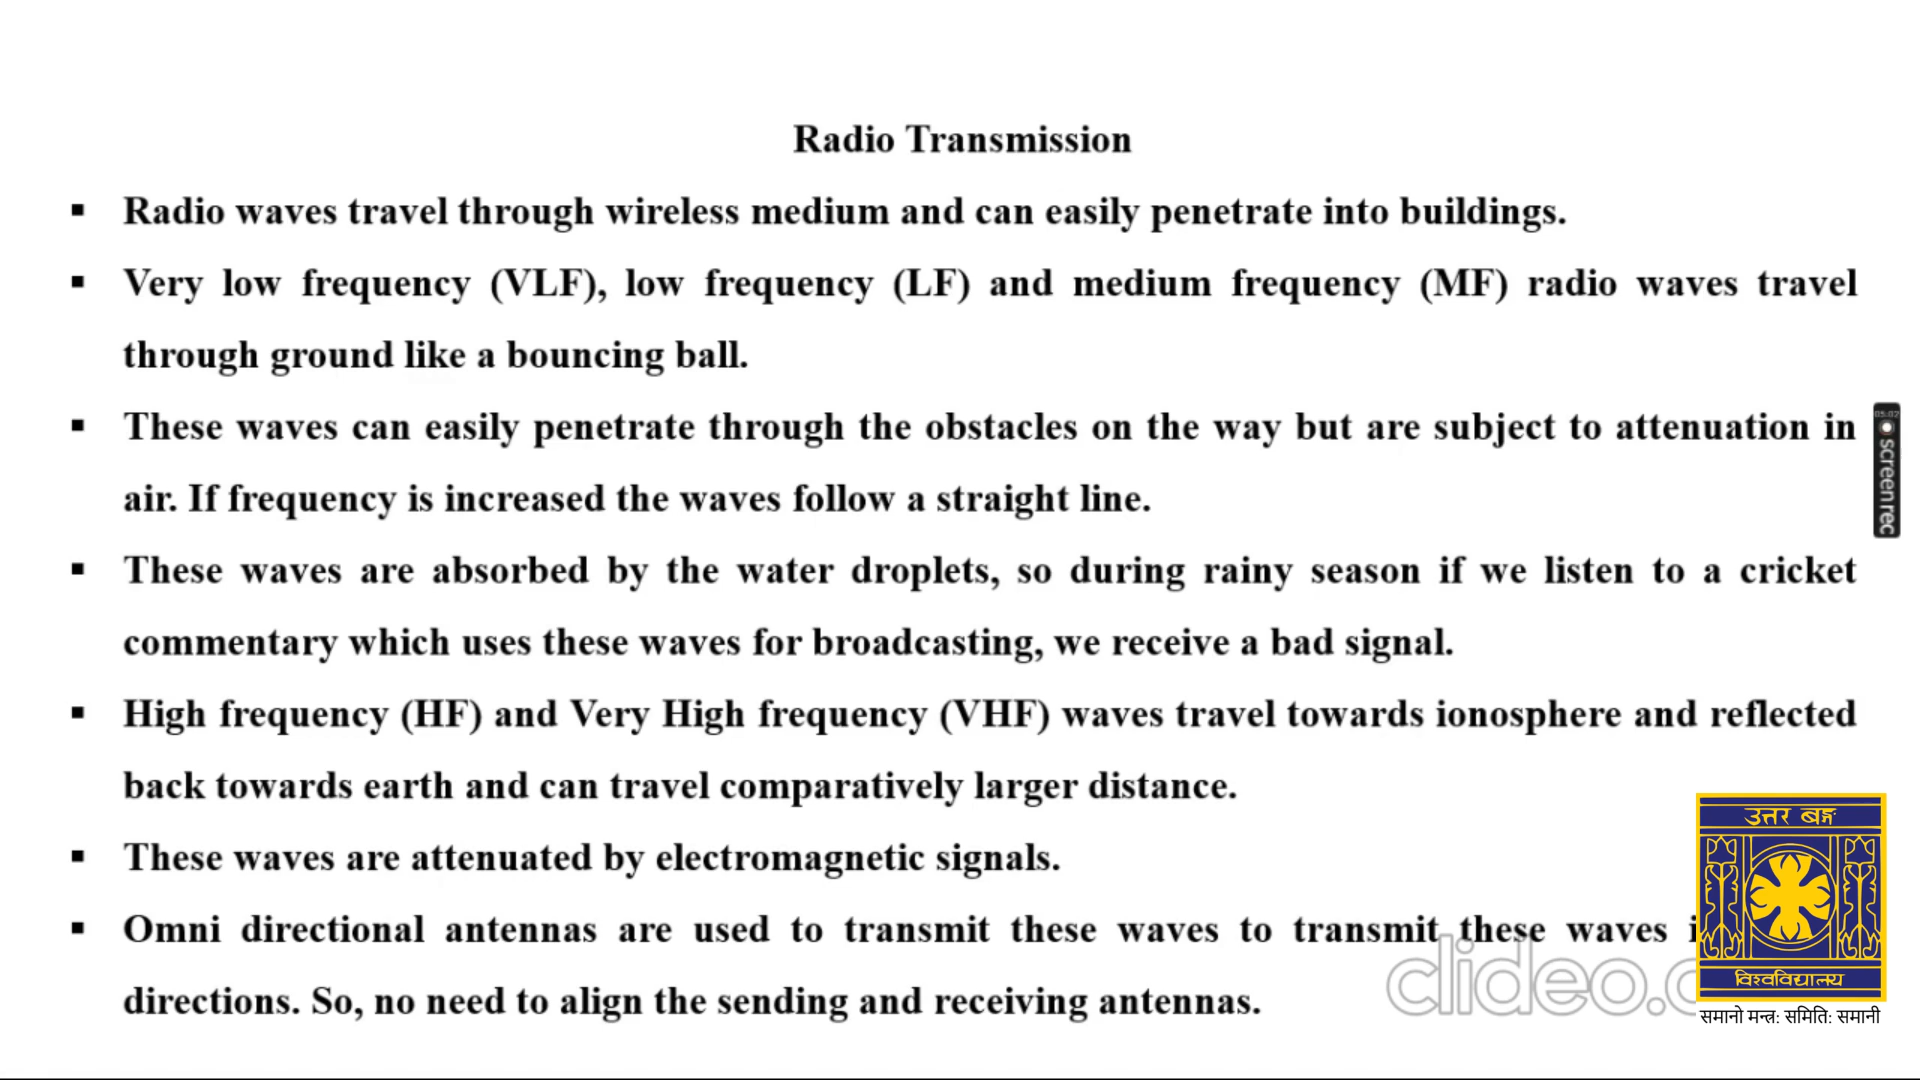 Radio Transmission
▪ Radio waves travel through wireless medium and can easily penetrate into buildings.
▪ Very low frequency (VLF), low frequency (LF) and medium frequency (MF) radio waves travel
through ground like a bouncing ball.
▪ These waves can easily penetrate through the obstacles on the way but are subject to attenuation in
air. If frequency is increased the waves follow a straight line.
▪ These waves are absorbed by the water droplets, so during rainy season if we listen to a cricket
commentary which uses these waves for broadcasting, we receive a bad signal.
▪ High frequency (HF) and Very High frequency (VHF) waves travel towards ionosphere and reflected
back towards earth and can travel comparatively larger distance.
▪ These waves are attenuated by electromagnetic signals.
▪ Omni directional antennas are used to transmit these waves to transmit these waves
directions. So, no need to align the sending and receiving antennas.
05:02
screenrec
clideo.c
उत्तर बङ्ग
विश्वविद्यालय
समानो मन्त्र: समिति: समानी